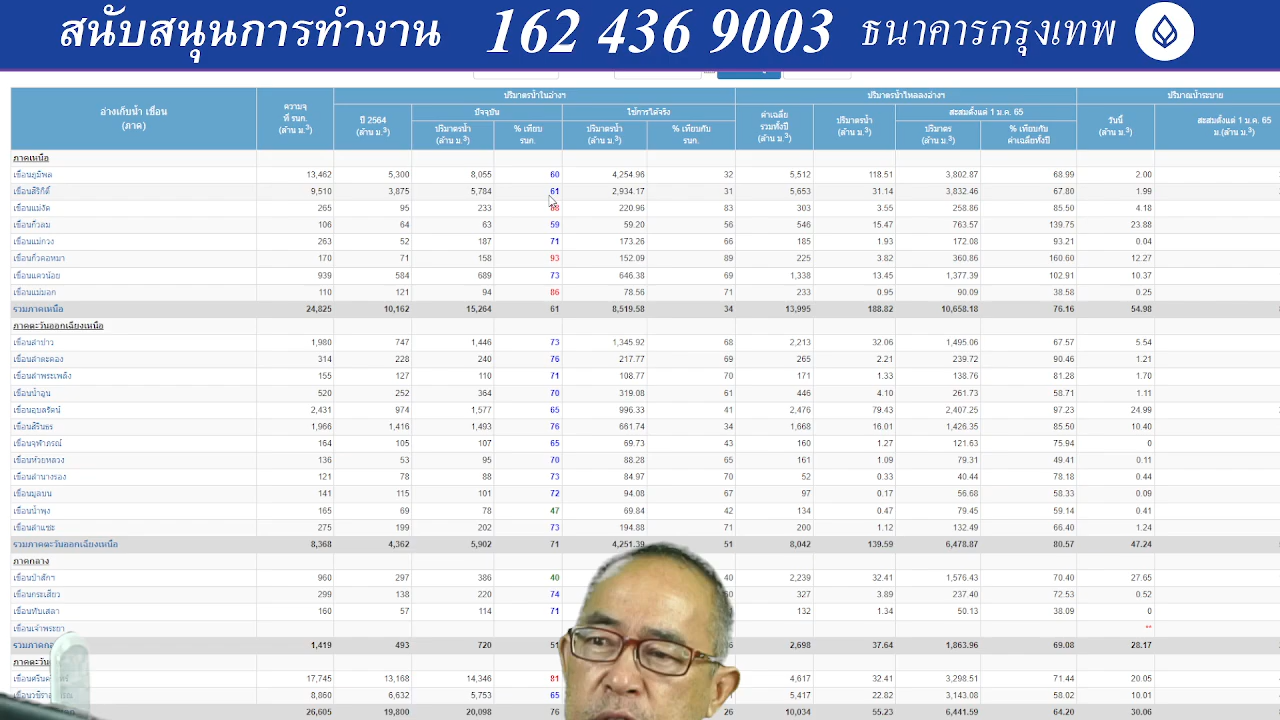 สนับสนุนการทำงาน 162 436 9003 ธนาคารกรุงเทพ
อ่างเก็บน้ำ เขื่อน (ภาค) ความจุ ที่ รนก. (ล้าน ม.3) ปริมาตรน้ำในอ่างฯ ปริมาตรน้ำไหลลงอ่างฯ ปริมาณน้ำระบาย
ปี 2564 (ล้าน ม.3) ปัจจุบัน ใช้การได้จริง ค่าเฉลี่ย รวมทั้งปี (ล้าน ม.3) ปริมาตรน้ำ (ล้าน ม.3) สะสมตั้งแต่ 1 ม.ค. 65 วันนี้ (ล้าน ม.3) สะสมตั้งแต่ 1 ม.ค. 65 ม.(ล้าน ม.3)
ปริมาตรน้ำ (ล้าน ม.3) % เทียบ รนก. ปริมาตรน้ำ (ล้าน ม.3) % เทียบกับ รนก. ปริมาตร (ล้าน ม.3) % เทียบกับ ค่าเฉลี่ยทั้งปี
ภาคเหนือ
เขื่อนภูมิพล 13,462 5,300 8,055 60 4,254.96 32 5,512 118.51 3,802.87 68.99 2.00
เขื่อนสิริกิติ์ 9,510 3,875 5,784 61 2,934.17 31 5,653 31.14 3,832.46 67.80 1.99
เขื่อนแม่งัด 265 95 233 88 220.96 83 303 3.55 258.86 85.50 4.18
เขื่อนกิ่วลม 106 64 63 59 59.20 56 546 15.47 763.57 139.75 23.88
เขื่อนแม่กวง 263 52 187 71 173.26 66 185 1.93 172.08 93.21 0.04
เขื่อนกิ่วคอหมา 170 71 158 93 152.09 89 225 3.82 360.86 160.60 12.27
เขื่อนแควน้อย 939 584 689 73 646.38 69 1,338 13.45 1,377.39 102.91 10.37
เขื่อนแม่มอก 110 121 94 86 78.56 71 233 0.95 90.09 38.58 0.25
รวมภาคเหนือ 24,825 10,162 15,264 61 8,519.58 34 13,995 188.82 10,658.18 76.16 54.98
ภาคตะวันออกเฉียงเหนือ
เขื่อนลำปาว 1,980 747 1,446 73 1,345.92 68 2,213 32.06 1,495.06 67.57 5.54
เขื่อนลำตะคอง 314 228 240 76 217.77 69 265 2.21 239.72 90.46 1.21
เขื่อนลำพระเพลิง 155 127 110 71 108.77 70 171 1.33 138.76 81.28 1.70
เขื่อนน้ำอูน 520 252 364 70 319.08 61 446 4.10 261.73 58.71 1.11
เขื่อนอุบลรัตน์ 2,431 974 1,577 65 996.33 41 2,476 79.43 2,407.25 97.23 24.99
เขื่อนสิรินธร 1,966 1,416 1,493 76 661.74 34 1,668 16.01 1,426.35 85.50 10.40
เขื่อนจุฬาภรณ์ 164 105 107 65 69.73 43 160 1.27 121.63 75.94 0
เขื่อนห้วยหลวง 136 53 95 70 88.28 65 161 1.09 79.31 49.41 0.11
เขื่อนลำนางรอง 121 78 88 73 84.97 70 52 0.33 40.44 78.18 0.44
เขื่อนมูลบน 141 115 101 72 94.08 67 97 0.17 56.68 58.33 0.09
เขื่อนน้ำพุง 165 69 78 47 69.84 42 134 0.47 79.45 59.14 0.41
เขื่อนลำแซะ 275 199 202 73 194.88 71 200 1.12 132.49 66.40 1.24
รวมภาคตะวันออกเฉียงเหนือ 8,368 4,362 5,902 71 4,251.39 51 8,042 139.59 6,478.87 80.57 47.24
ภาคกลาง
เขื่อนป่าสักฯ 960 297 386 40 40 2,239 32.41 1,576.43 70.40 27.65
เขื่อนกระเสียว 299 138 220 74 327 3.89 237.40 72.53 0.52
เขื่อนทับเสลา 160 57 114 71 132 1.34 50.13 38.09 0
เขื่อนเจ้าพระยา **
รวมภาคกลาง 1,419 493 720 51 2,698 37.64 1,863.96 69.08 28.17
17,745 13,168 14,346 81 4,617 32.41 3,298.51 71.44 20.05
8,860 6,632 5,753 65 5,417 22.82 3,143.08 58.02 10.01
26,605 19,800 20,098 76 26 10,034 55.23 6,441.59 64.20 30.06